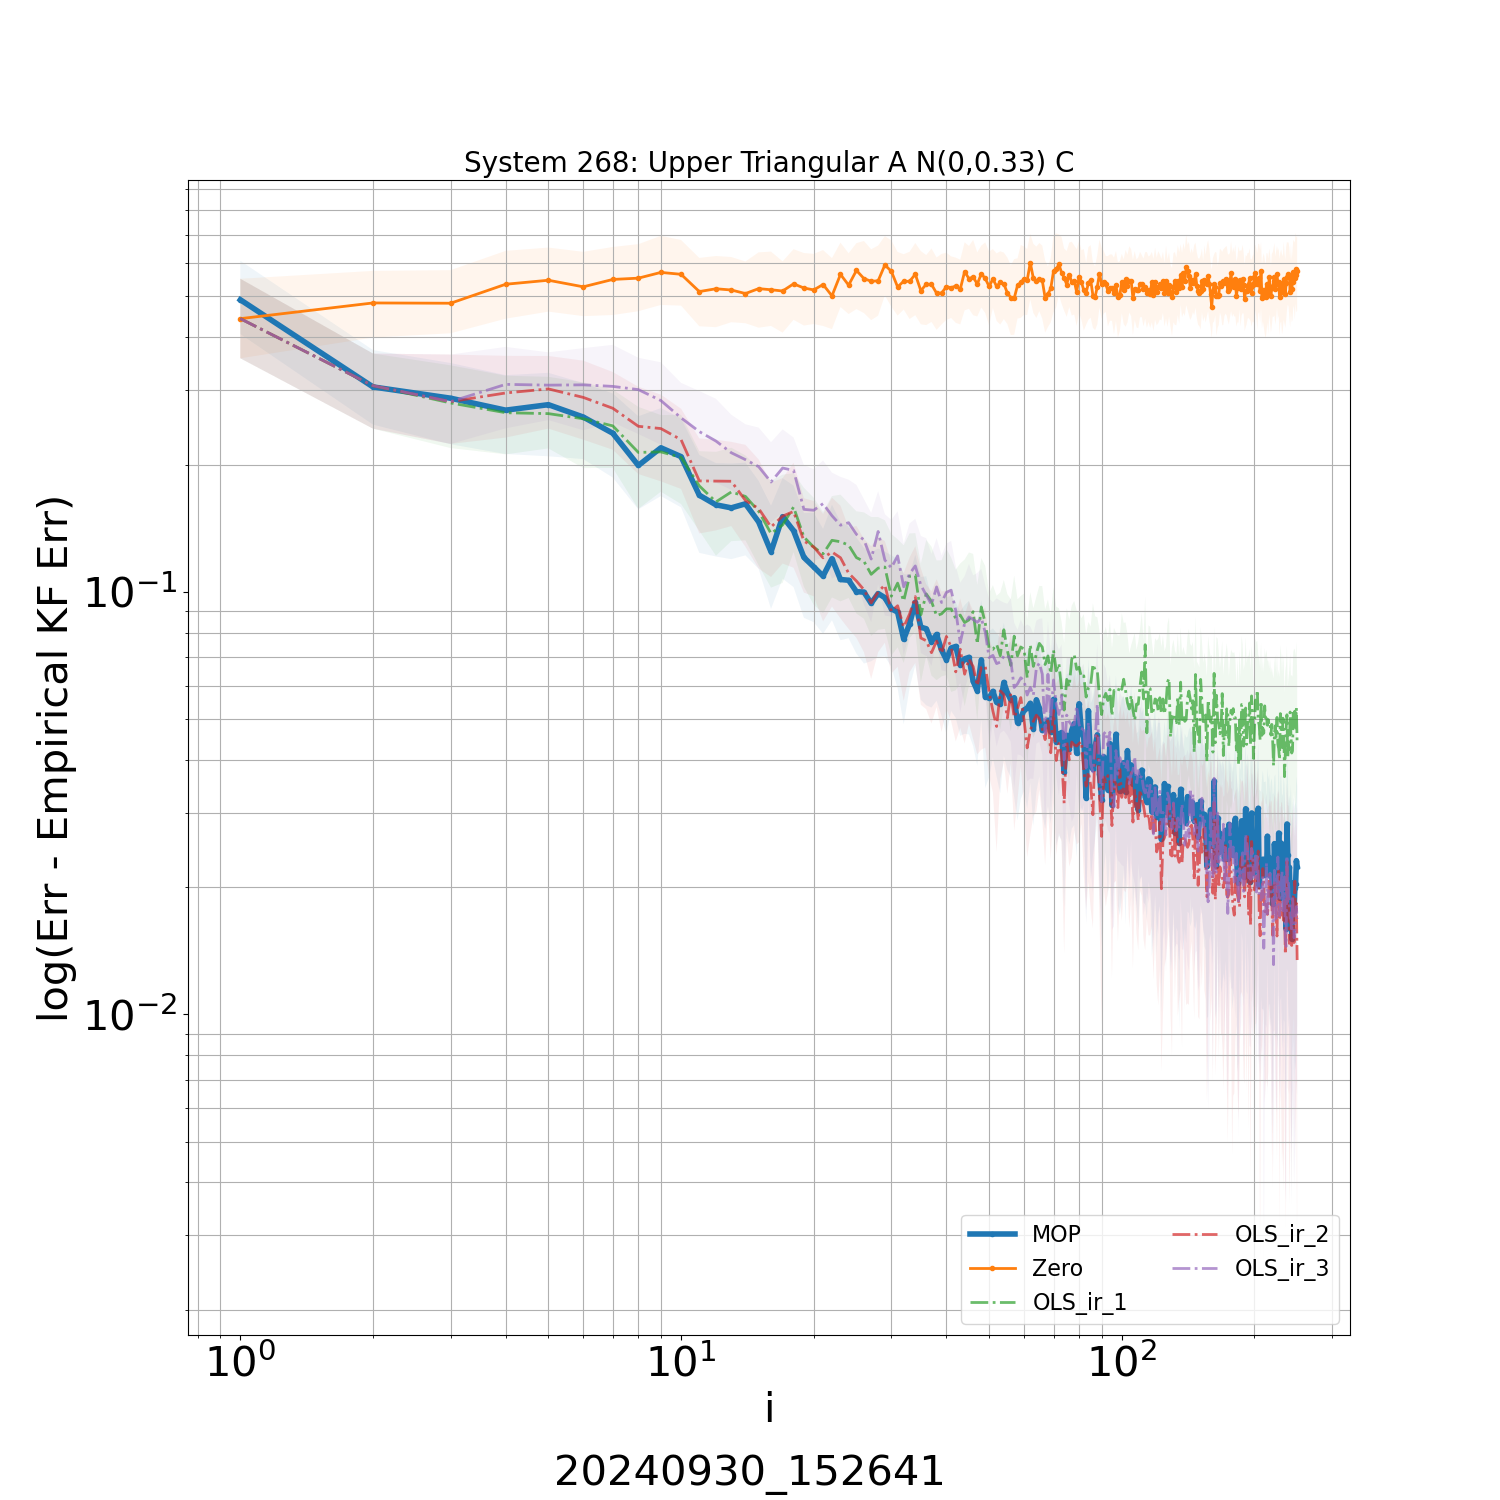 System 268: Upper Triangular A N(0,0.33) C
log(Err - Empirical KF Err)
10⁻¹
10⁻²
10⁰
10¹
10²
i
MOP
Zero
OLS_ir_1
OLS_ir_2
OLS_ir_3
20240930_152641